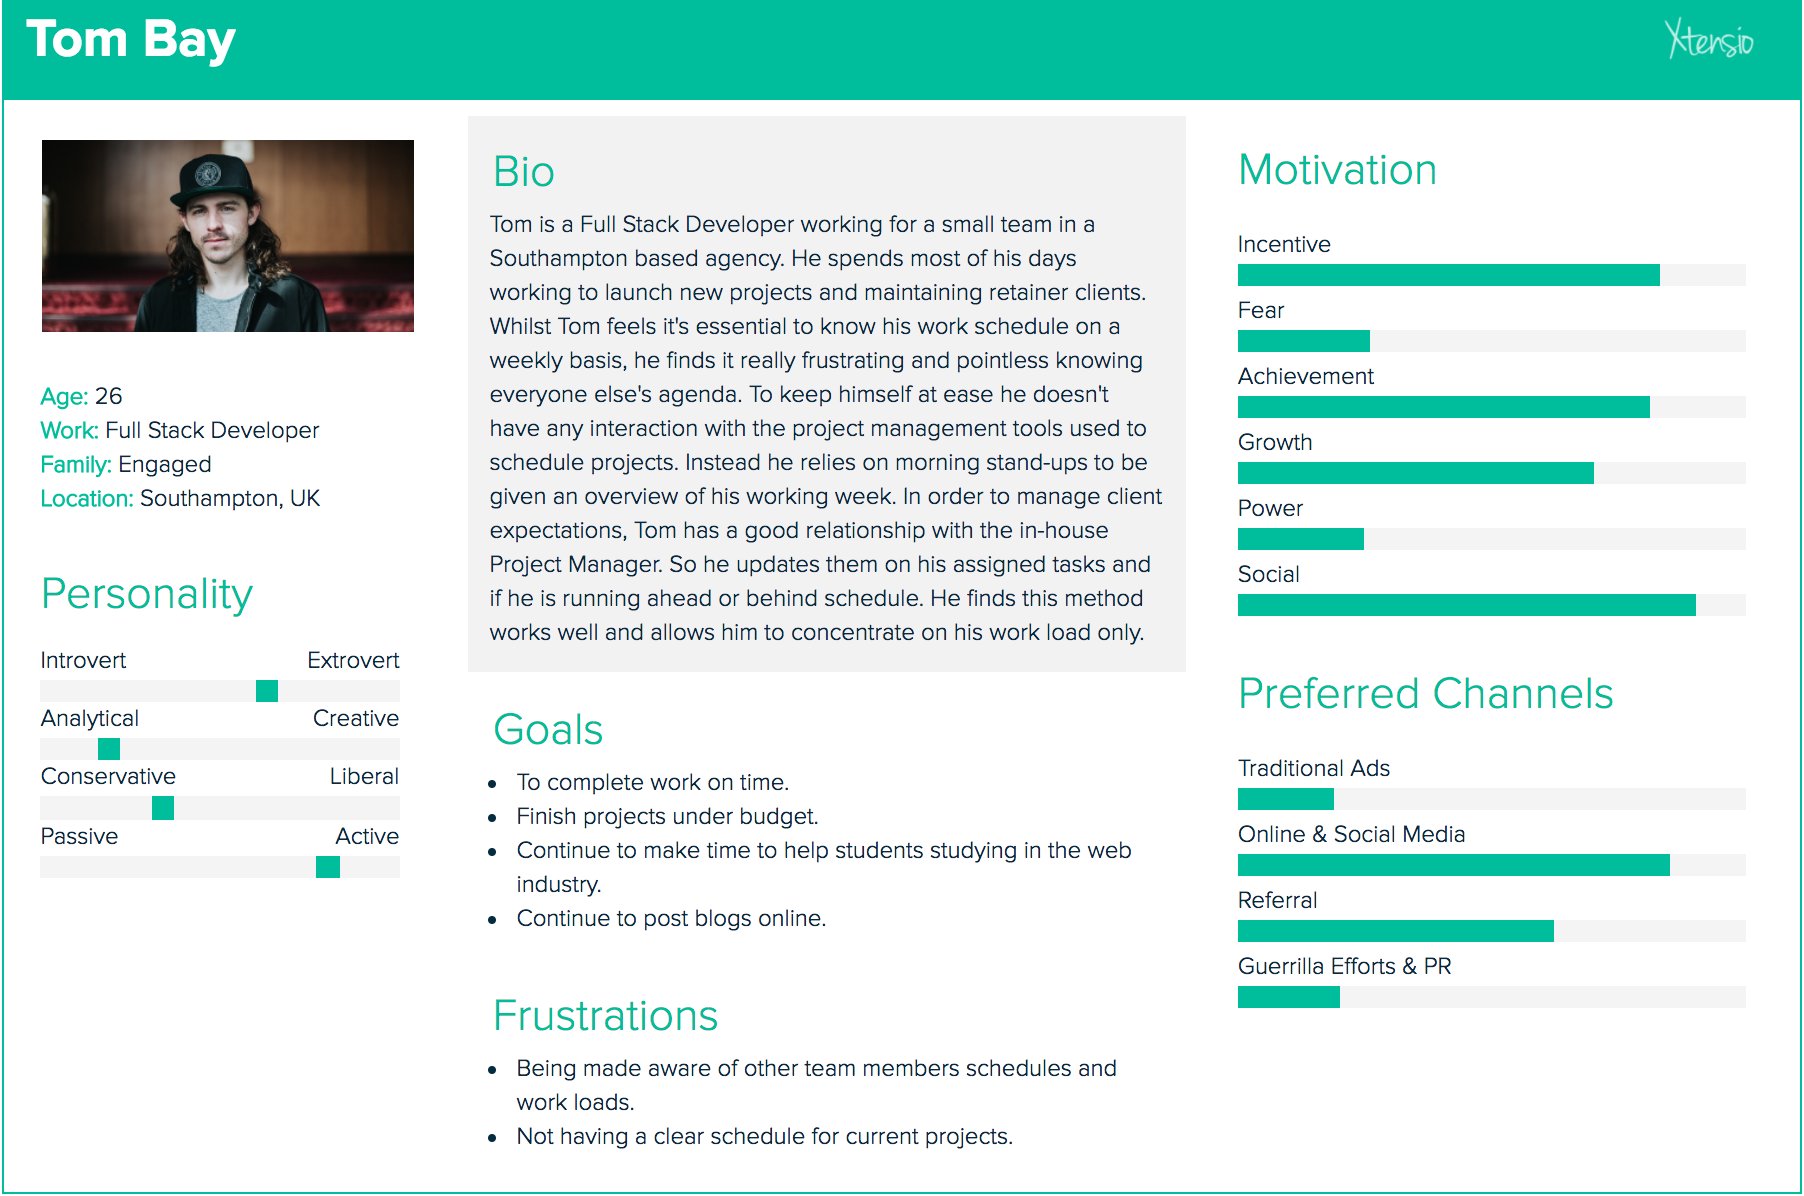 Tom Bay
Xtensio
Age: 26
Work: Full Stack Developer
Family: Engaged
Location: Southampton, UK
Personality
Introvert Extrovert
Analytical Creative
Conservative Liberal
Passive Active
Bio
Tom is a Full Stack Developer working for a small team in a
Southampton based agency. He spends most of his days
working to launch new projects and maintaining retainer clients.
Whilst Tom feels it's essential to know his work schedule on a
weekly basis, he finds it really frustrating and pointless knowing
everyone else's agenda. To keep himself at ease he doesn't
have any interaction with the project management tools used to
schedule projects. Instead he relies on morning stand-ups to be
given an overview of his working week. In order to manage client
expectations, Tom has a good relationship with the in-house
Project Manager. So he updates them on his assigned tasks and
if he is running ahead or behind schedule. He finds this method
works well and allows him to concentrate on his work load only.
Goals
• To complete work on time.
• Finish projects under budget.
• Continue to make time to help students studying in the web
industry.
• Continue to post blogs online.
Frustrations
• Being made aware of other team members schedules and
work loads.
• Not having a clear schedule for current projects.
Motivation
Incentive
Fear
Achievement
Growth
Power
Social
Preferred Channels
Traditional Ads
Online & Social Media
Referral
Guerrilla Efforts & PR